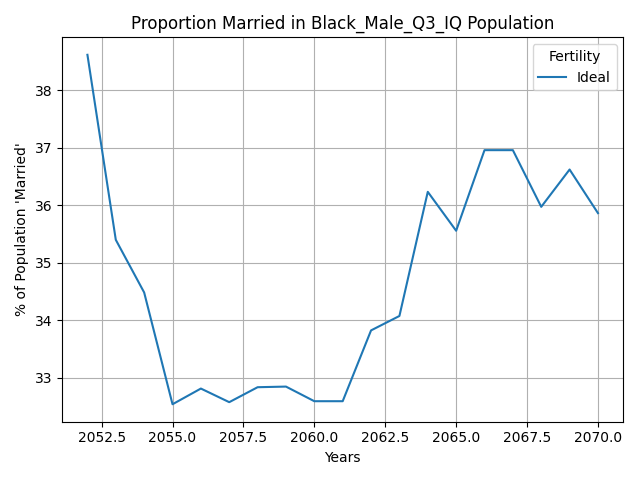 Proportion Married in Black_Male_Q3_IQ Population
Fertility
Ideal
% of Population 'Married'
38
37
36
35
34
33
2052.5 2055.0 2057.5 2060.0 2062.5 2065.0 2067.5 2070.0
Years